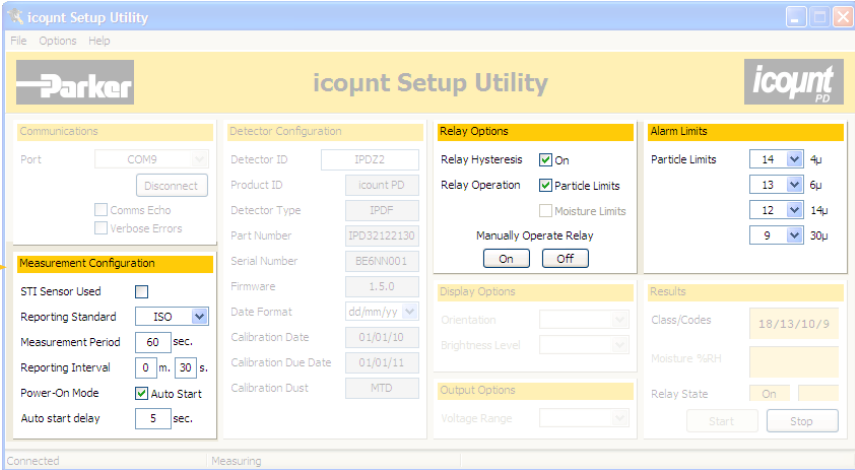 icount Setup Utility
File Options Help
Parker
icoµnt Setup Utility
icoµnt
PD
Communications
Port COM9
Disconnect
Comms Echo
Verbose Errors
Measurement Configuration
STI Sensor Used
Reporting Standard ISO
Measurement Period 60 sec.
Reporting Interval 0 m. 30 s.
Power-On Mode Auto Start
Auto start delay 5 sec.
Detector Configuration
Detector ID IPDZ2
Product ID icount PD
Detector Type IPDF
Part Number IPD32122130
Serial Number BE6NN001
Firmware 1.5.0
Date Format dd/mm/yy
Calibration Date 01/01/10
Calibration Due Date 01/01/11
Calibration Dust MTD
Relay Options
Relay Hysteresis On
Relay Operation Particle Limits
Moisture Limits
Manually Operate Relay
On Off
Display Options
Orientation
Brightness Level
Output Options
Voltage Range
Alarm Limits
Particle Limits 14 4µ
13 6µ
12 14µ
9 30µ
Results
Class/Codes 18/13/10/9
Moisture %RH
Relay State On
Start Stop
Connected Measuring